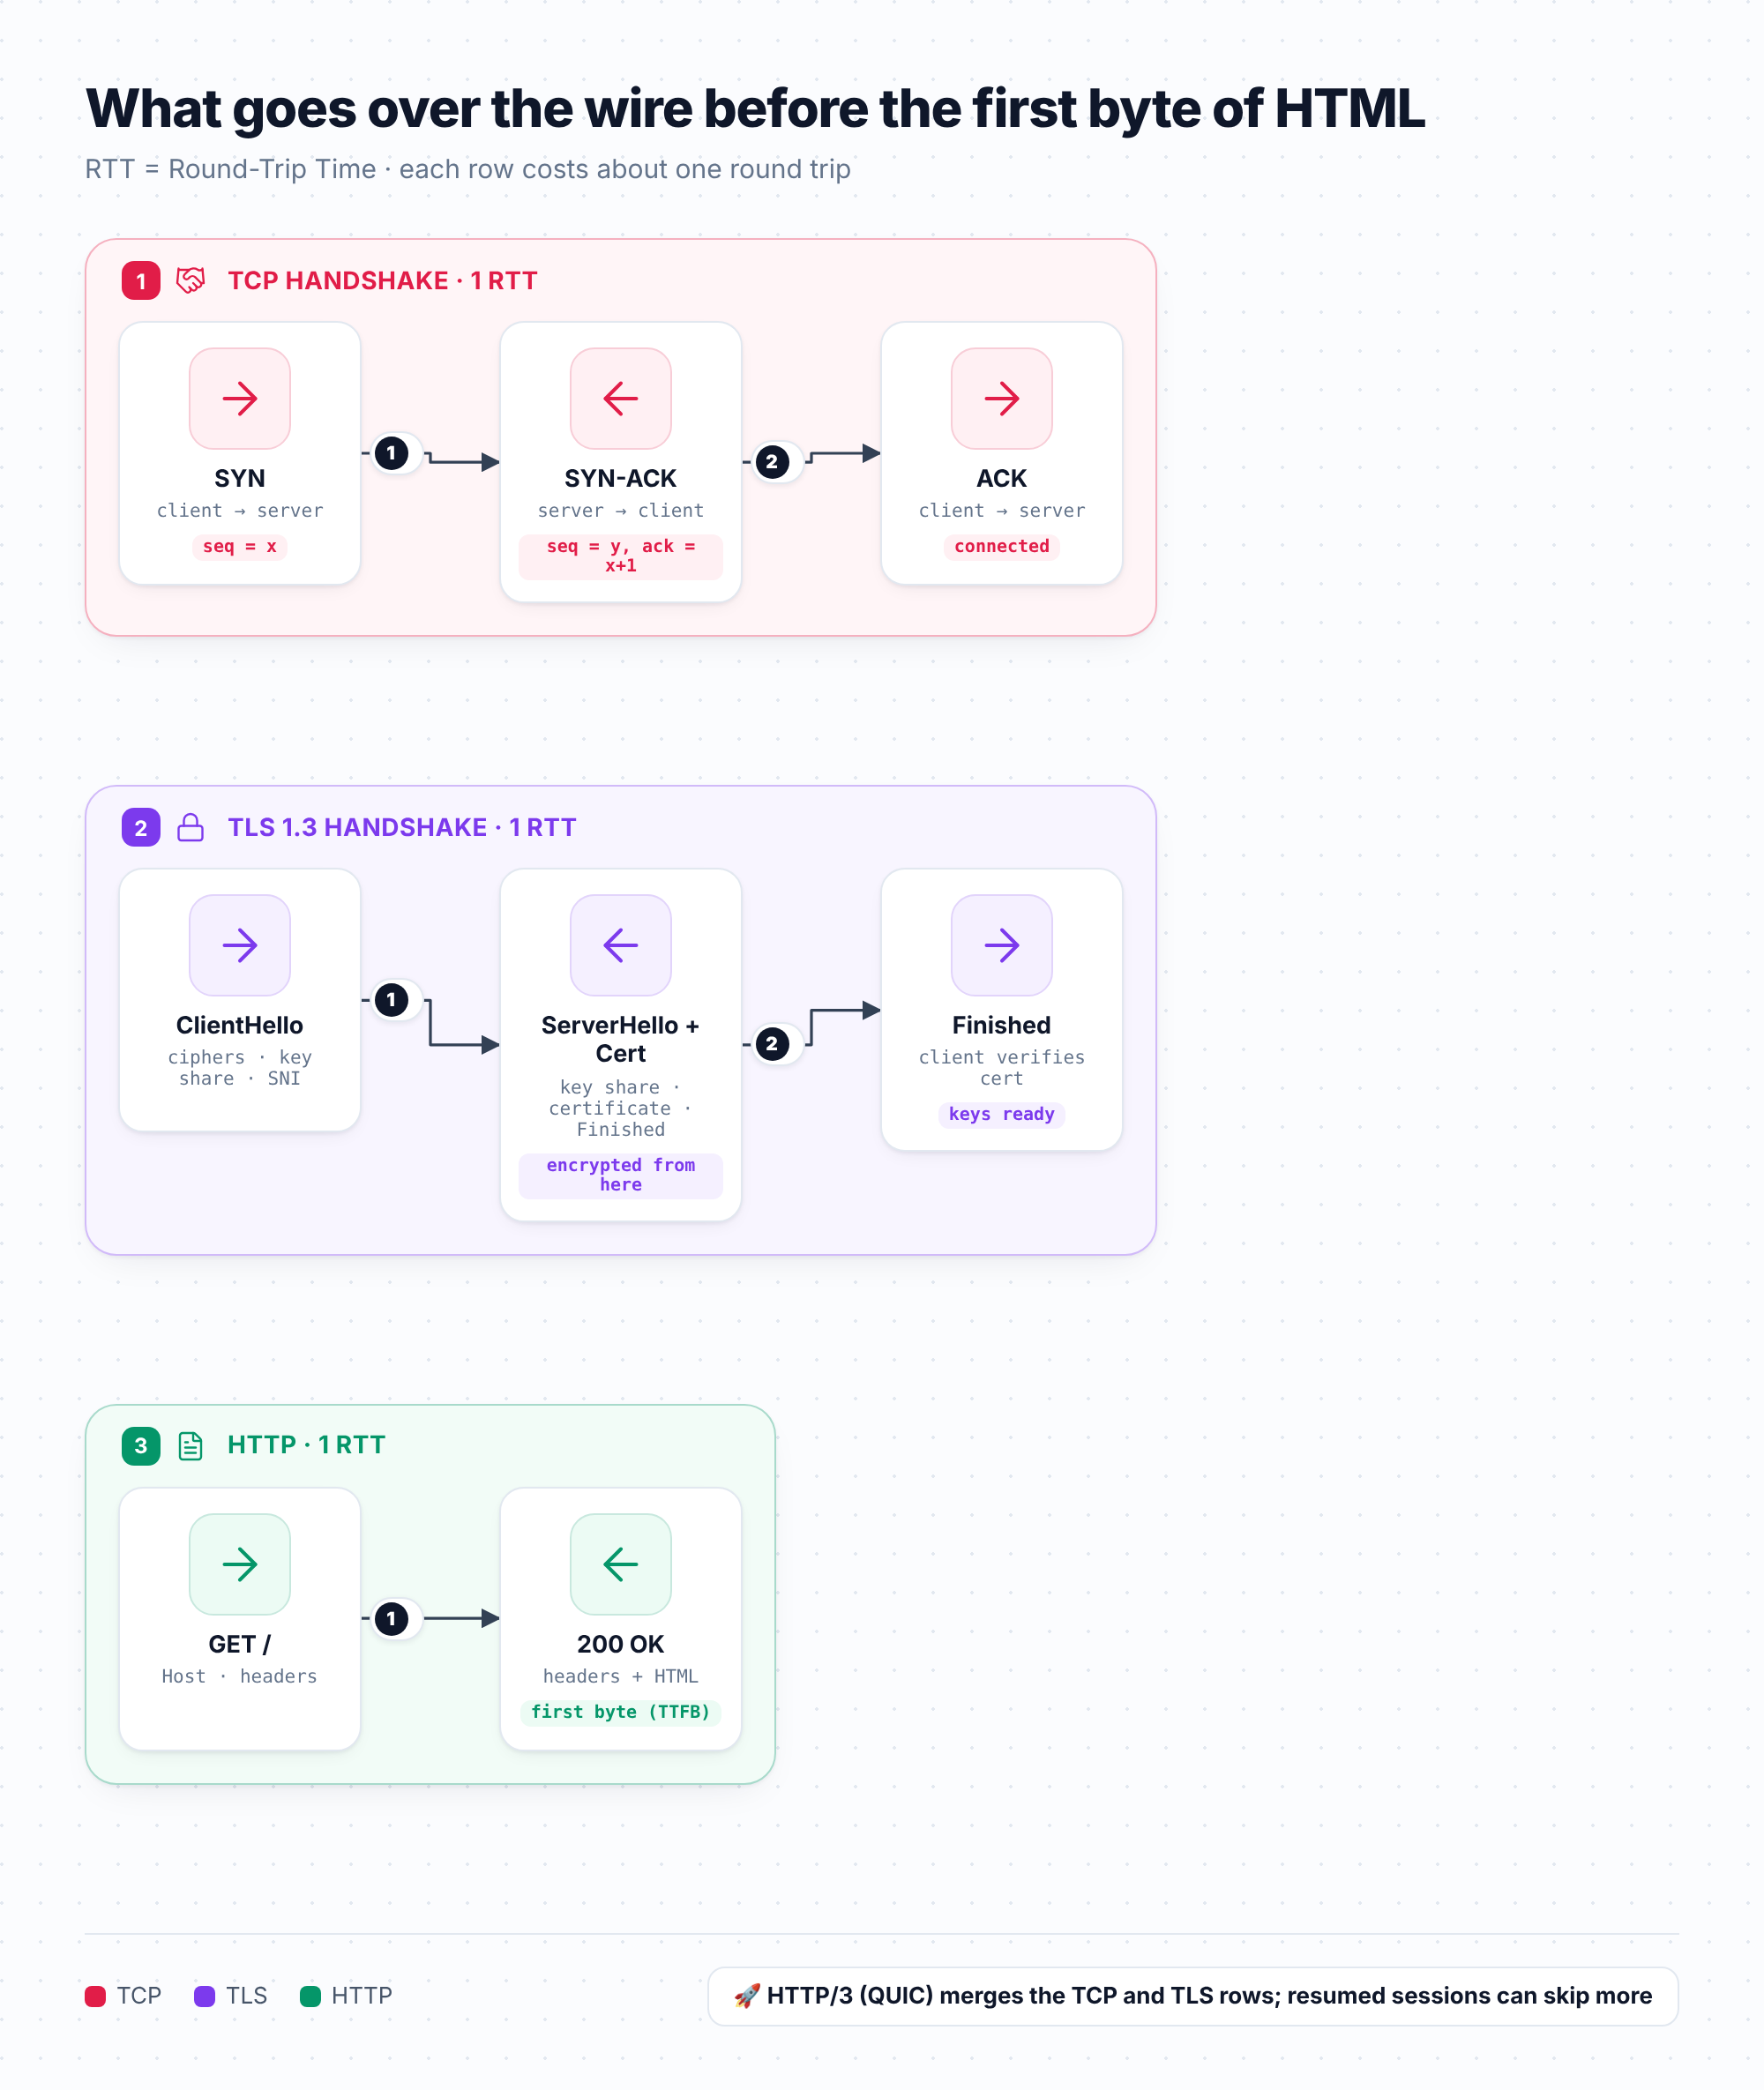 What goes over the wire before the first byte of HTML
RTT = Round-Trip Time · each row costs about one round trip
1 TCP HANDSHAKE · 1 RTT
SYN
client → server
seq = x
1
SYN-ACK
server → client
seq = y, ack =
x+1
2
ACK
client → server
connected
2 TLS 1.3 HANDSHAKE · 1 RTT
ClientHello
ciphers · key
share · SNI
1
ServerHello +
Cert
key share ·
certificate ·
Finished
encrypted from
here
2
Finished
client verifies
cert
keys ready
3 HTTP · 1 RTT
GET /
Host · headers
1
200 OK
headers + HTML
first byte (TTFB)
TCP TLS HTTP
🚀 HTTP/3 (QUIC) merges the TCP and TLS rows; resumed sessions can skip more